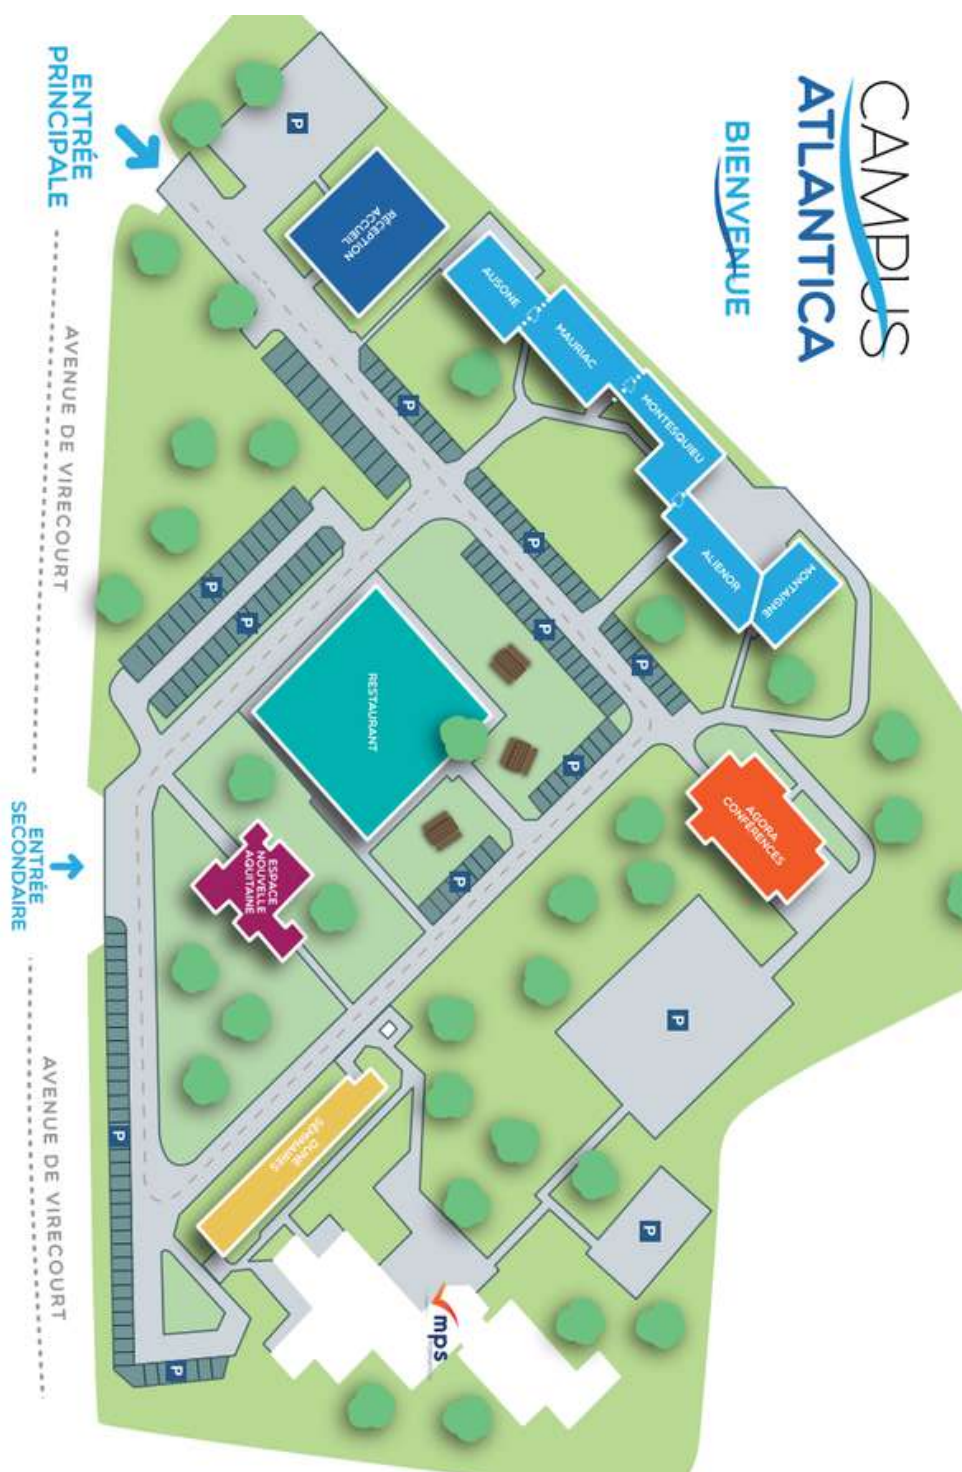 CAMPUS
ATLANTICA
BIENVENUE
ENTRÉE
PRINCIPALE
AVENUE DE VIRECOURT
ENTRÉE
SECONDAIRE
AVENUE DE VIRECOURT
RÉCEPTION
ACCUEIL
AUSONE
MAURIAC
MONTESQUIEU
ALIENOR
MONTAIGNE
RESTAURANT
AGORA
CONFÉRENCES
ESPACE
NOUVELLE
AQUITAINE
DUNE
SÉMINAIRES
mps
P
P
P
P
P
P
P
P
P
P
P
P
P